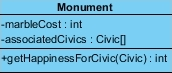 Monument
-marbleCost : int
-associatedCivics : Civic[]
+getHappinessForCivic(Civic) : int